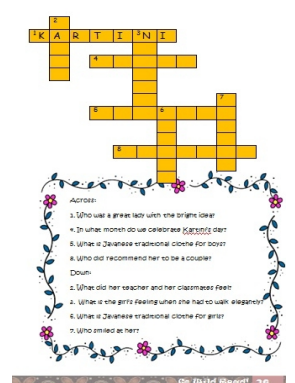 2
1 K A R T I 3 N I
4
7
5 6
8
Across:
1. Who was a great lady with the bright idea?
4. In what month do we celebrate Kartini's day?
5. What is Javanese traditional clothe for boys?
8. Who did recommend her to be a couple?
Down:
2. What did her teacher and her classmates feel?
3. What is the girl's feeling when she had to walk elegantly?
6. What is Javanese traditional clothe for girls?
7. Who smiled at her?